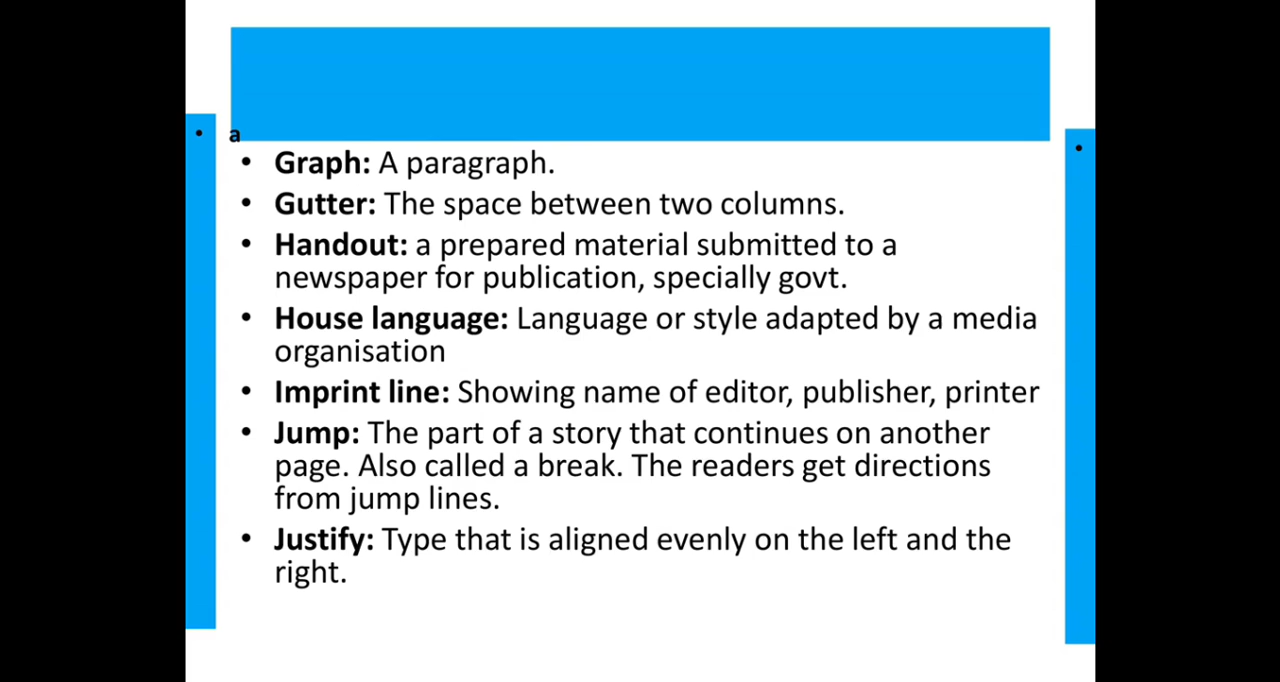 • a
• Graph: A paragraph.
• Gutter: The space between two columns.
• Handout: a prepared material submitted to a
newspaper for publication, specially govt.
• House language: Language or style adapted by a media
organisation
• Imprint line: Showing name of editor, publisher, printer
• Jump: The part of a story that continues on another
page. Also called a break. The readers get directions
from jump lines.
• Justify: Type that is aligned evenly on the left and the
right.